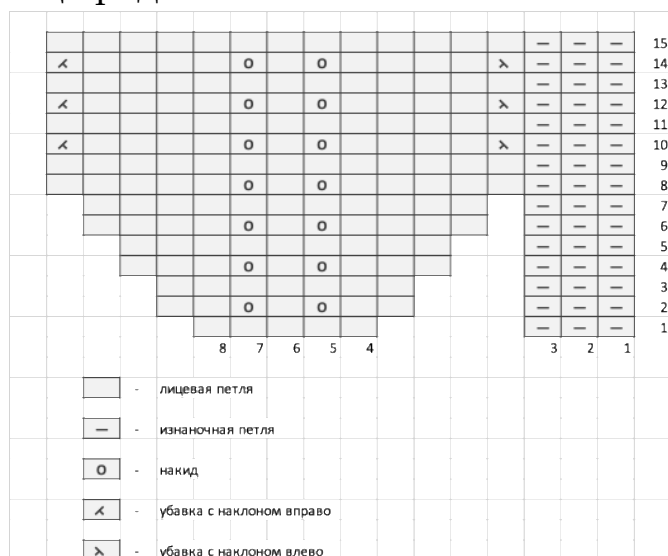 15
14
13
12
11
10
9
8
7
6
5
4
3
2
1
8 7 6 5 4 3 2 1
- лицевая петля
— - изнаночная петля
O - накид
- убавка с наклоном вправо
- убавка с наклоном влево